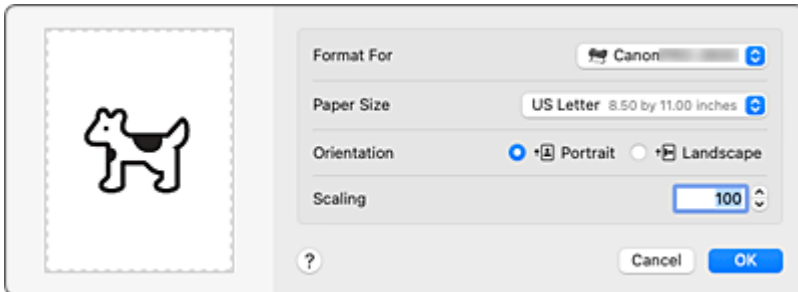 Format For Canon
Paper Size US Letter 8.50 by 11.00 inches
Orientation Portrait Landscape
Scaling 100
? Cancel OK